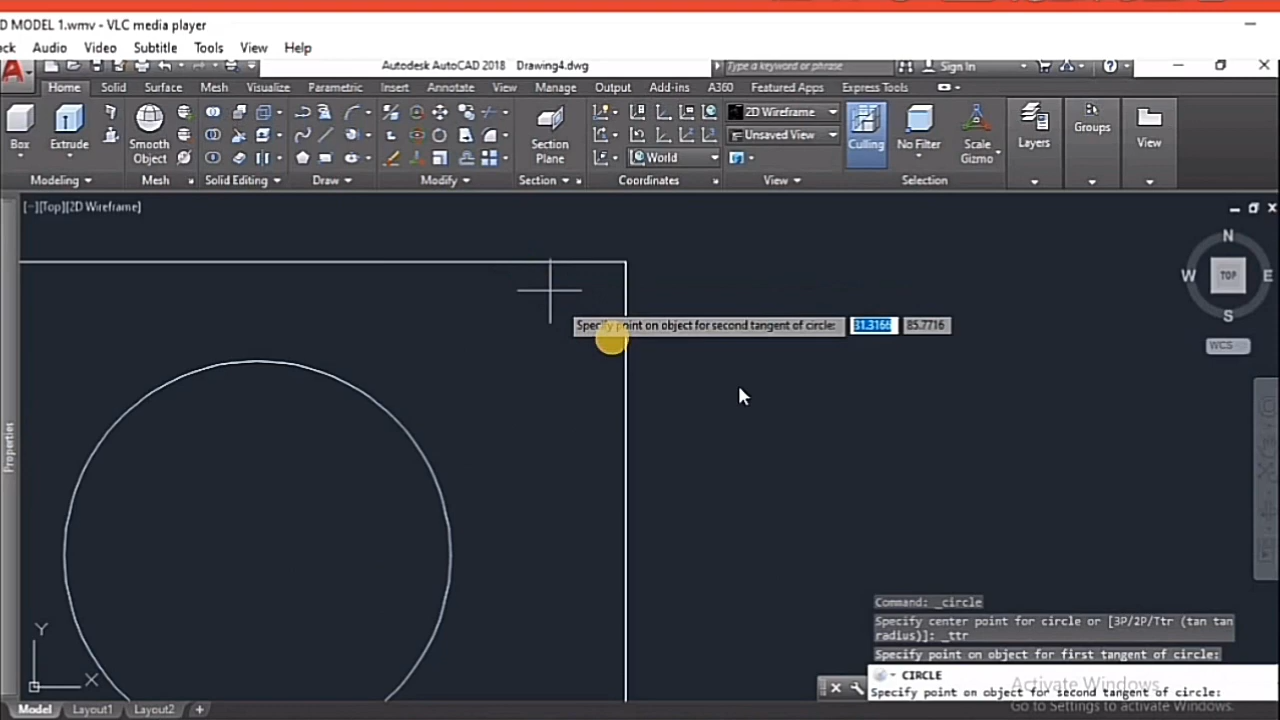 D MODEL 1.wmv - VLC media player
ck Audio Video Subtitle Tools View Help
Autodesk AutoCAD 2018 Drawing4.dwg Type a keyword or phrase Sign In
Home Solid Surface Mesh Visualize Parametric Insert Annotate View Manage Output Add-ins A360 Featured Apps Express Tools
2D Wireframe
Unsaved View
World
Box Extrude Smooth Object Section Plane Culling No Filter Scale Gizmo Layers Groups View
Modeling Mesh Solid Editing Draw Modify Section Coordinates View Selection
[−][Top][2D Wireframe]
N
W TOP E
S
WCS
Specify point on object for second tangent of circle: 31.3166 85.7716
Properties
Command: _circle
Specify center point for circle or [3P/2P/Ttr (tan tan
radius)]: _ttr
Specify point on object for first tangent of circle:
CIRCLE
Specify point on object for second tangent of circle:
Activate Windows
Go to Settings to activate Windows.
Y
X
Model Layout1 Layout2 +